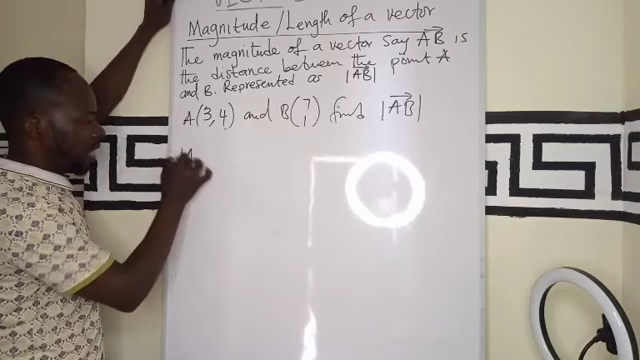 VECT
Magnitude/Length of a vector
The magnitude of a vector say AB is
the distance between the point A
and B. Represented as |AB|
A(3,4) and B(7, 1) find |AB|